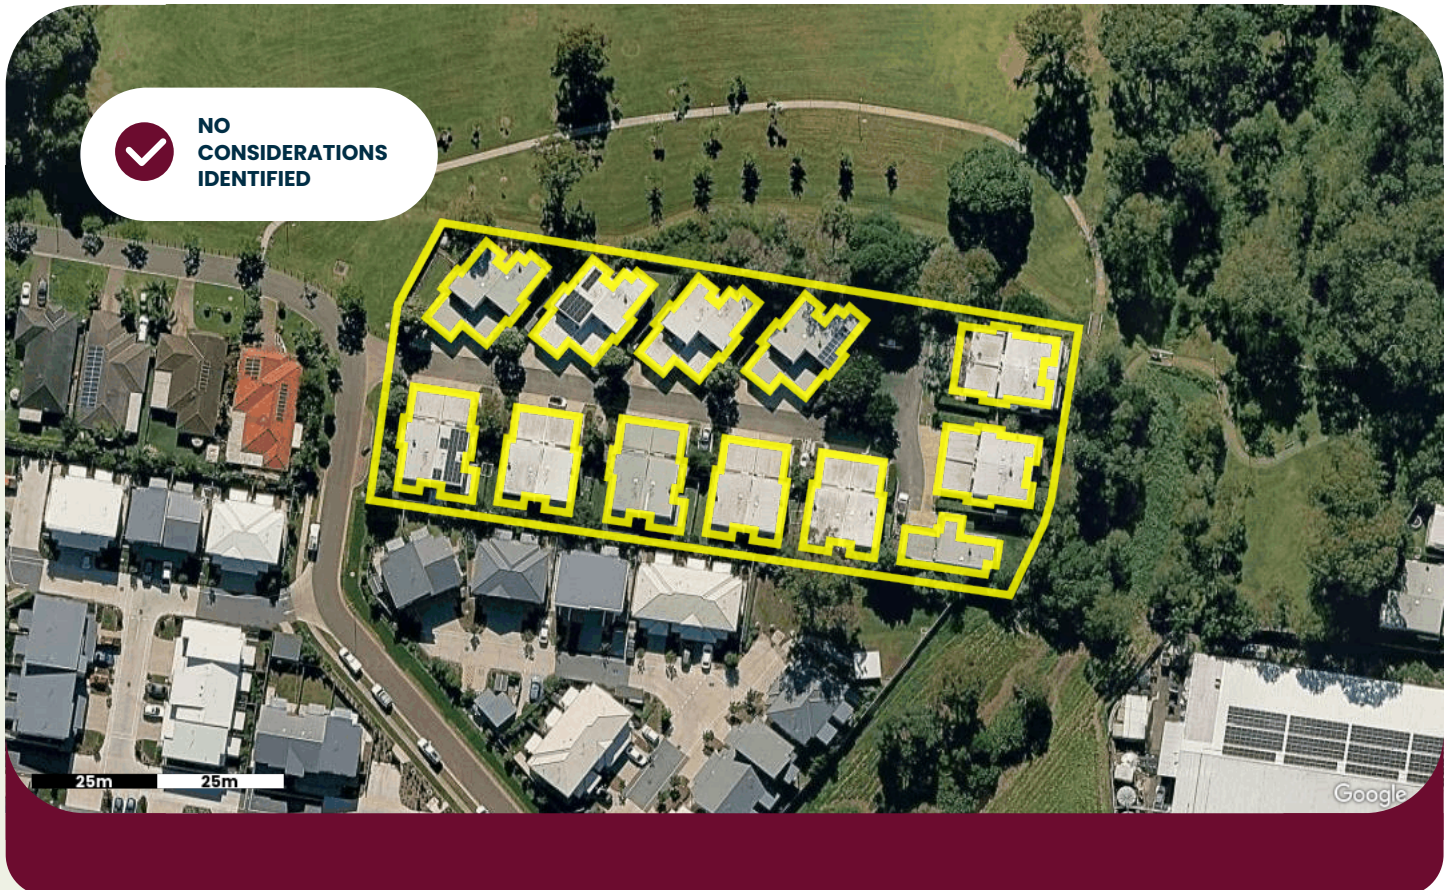 NO
CONSIDERATIONS
IDENTIFIED
25m 25m
Google